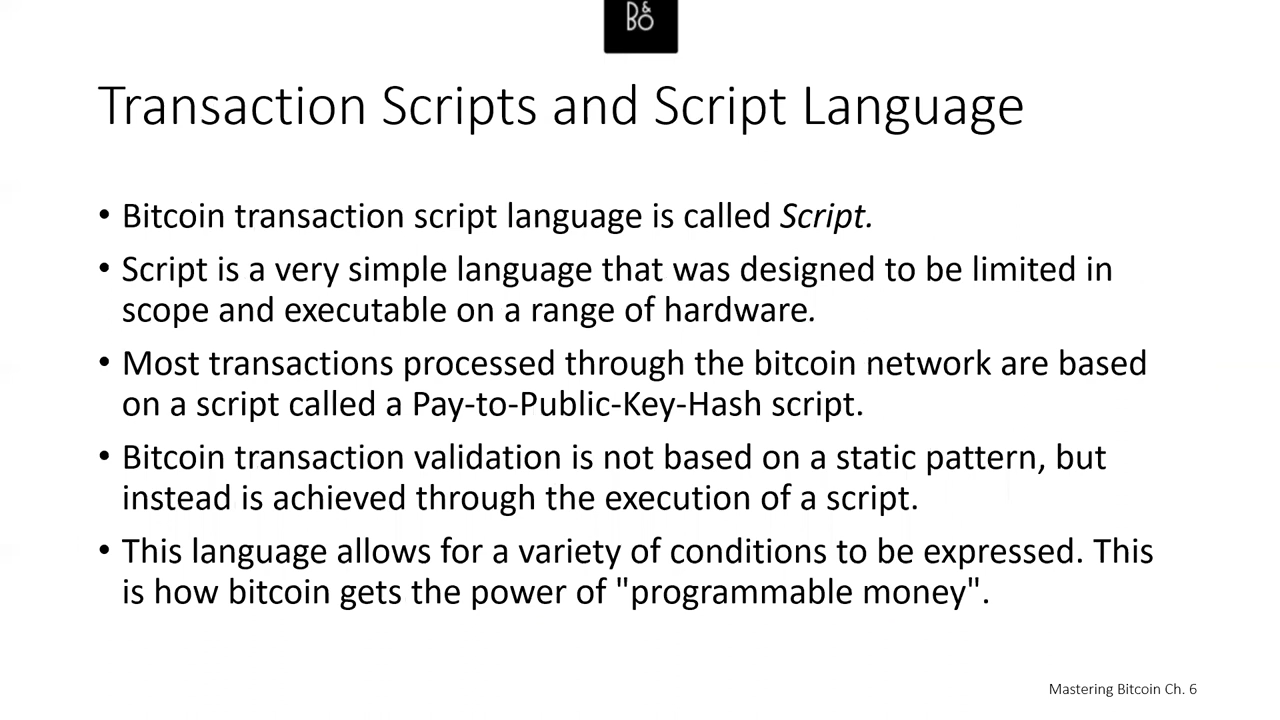 B&O
Transaction Scripts and Script Language
• Bitcoin transaction script language is called Script.
• Script is a very simple language that was designed to be limited in
scope and executable on a range of hardware.
• Most transactions processed through the bitcoin network are based
on a script called a Pay-to-Public-Key-Hash script.
• Bitcoin transaction validation is not based on a static pattern, but
instead is achieved through the execution of a script.
• This language allows for a variety of conditions to be expressed. This
is how bitcoin gets the power of "programmable money".
Mastering Bitcoin Ch. 6